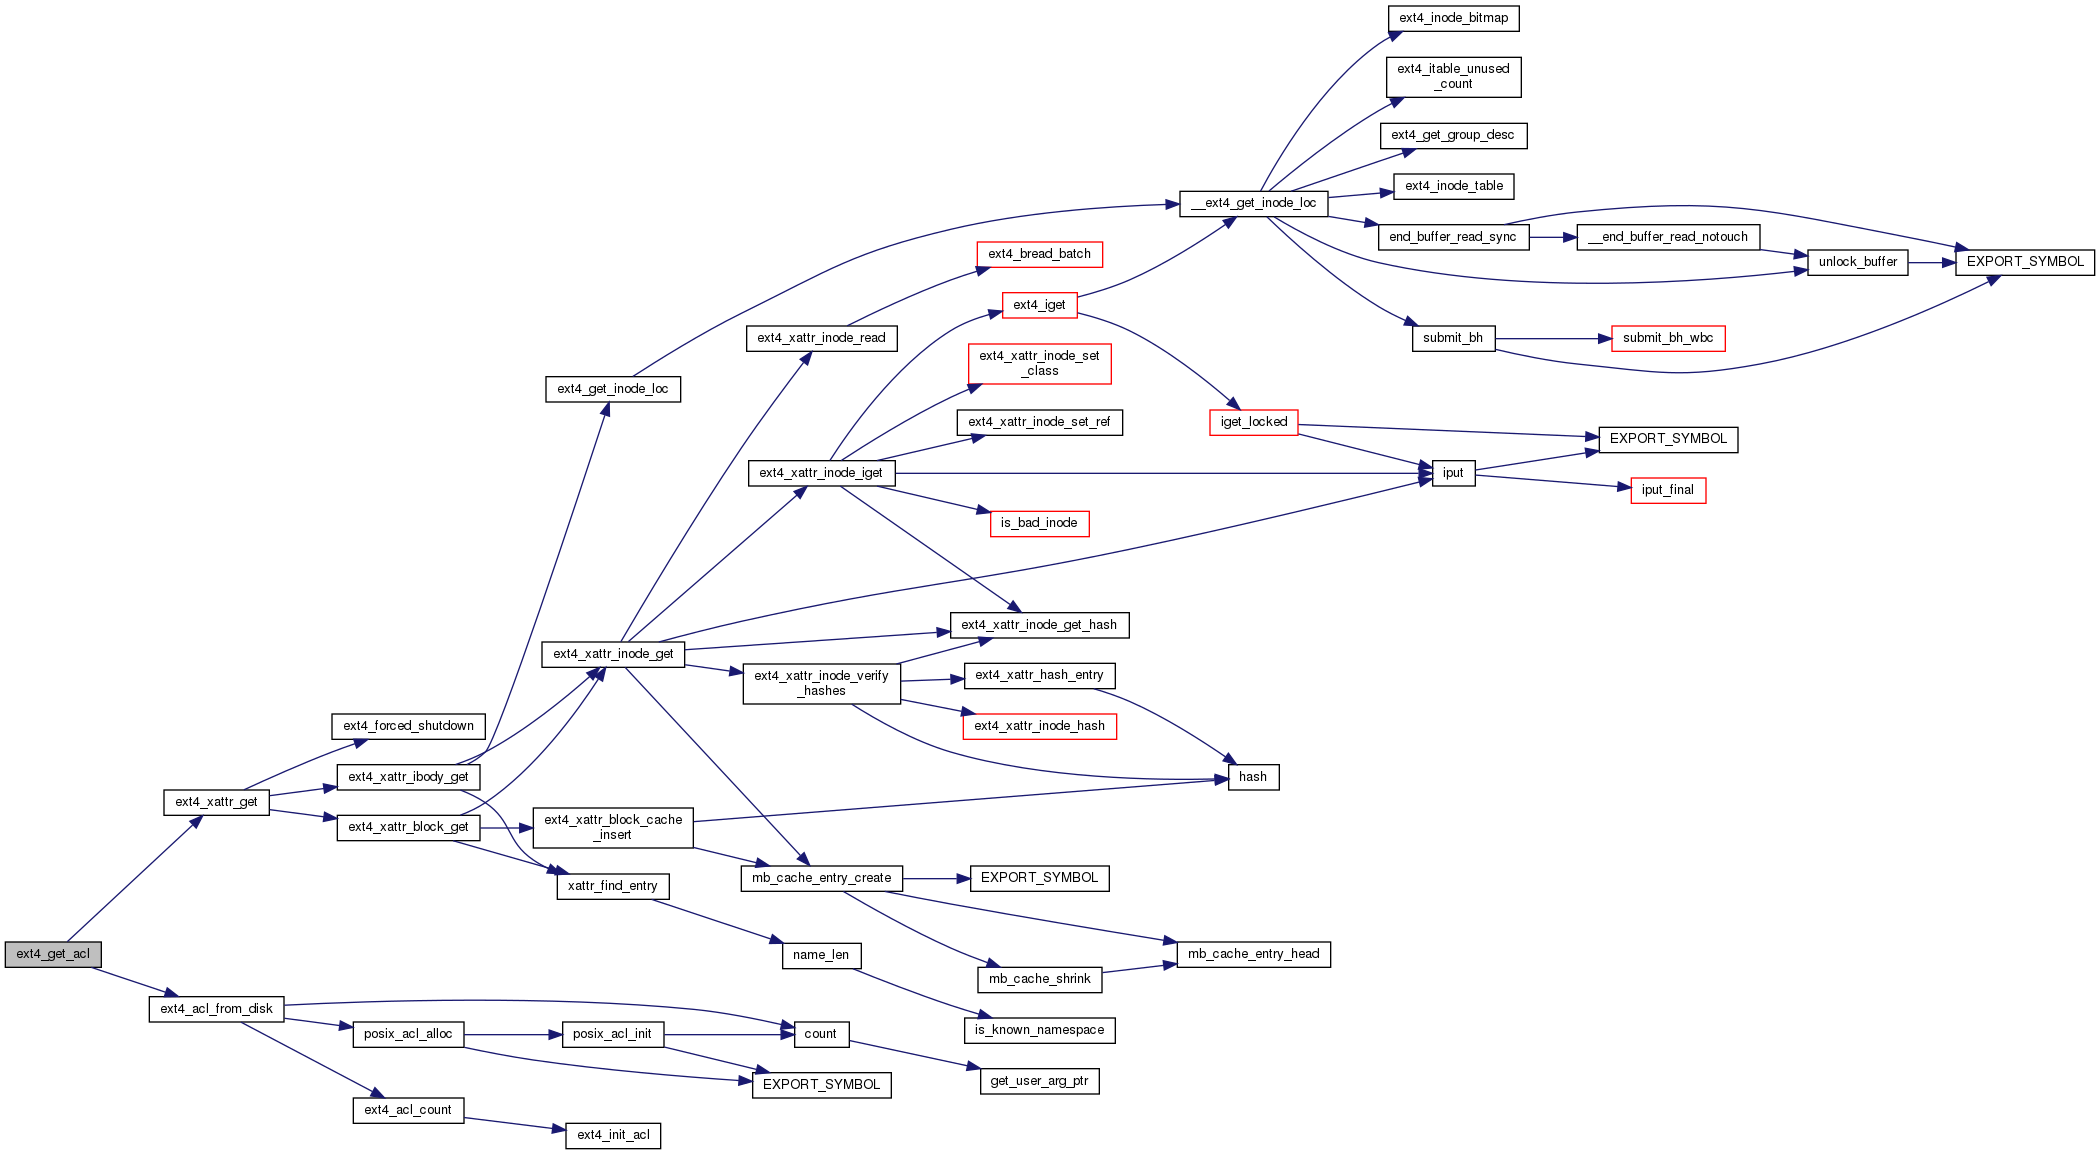 ext4_inode_bitmap
ext4_itable_unused
_count
ext4_get_group_desc
ext4_inode_table
__ext4_get_inode_loc
end_buffer_read_sync
__end_buffer_read_notouch
unlock_buffer
EXPORT_SYMBOL
ext4_bread_batch
ext4_iget
ext4_xattr_inode_read
submit_bh
submit_bh_wbc
ext4_xattr_inode_set
_class
ext4_get_inode_loc
ext4_xattr_inode_set_ref
iget_locked
EXPORT_SYMBOL
ext4_xattr_inode_iget
iput
iput_final
is_bad_inode
ext4_xattr_inode_get_hash
ext4_xattr_inode_get
ext4_xattr_inode_verify
_hashes
ext4_xattr_hash_entry
ext4_xattr_inode_hash
ext4_forced_shutdown
ext4_xattr_ibody_get
hash
ext4_xattr_get
ext4_xattr_block_get
ext4_xattr_block_cache
_insert
xattr_find_entry
mb_cache_entry_create
EXPORT_SYMBOL
ext4_get_acl
name_len
mb_cache_entry_head
mb_cache_shrink
ext4_acl_from_disk
posix_acl_alloc
posix_acl_init
count
is_known_namespace
EXPORT_SYMBOL
get_user_arg_ptr
ext4_acl_count
ext4_init_acl